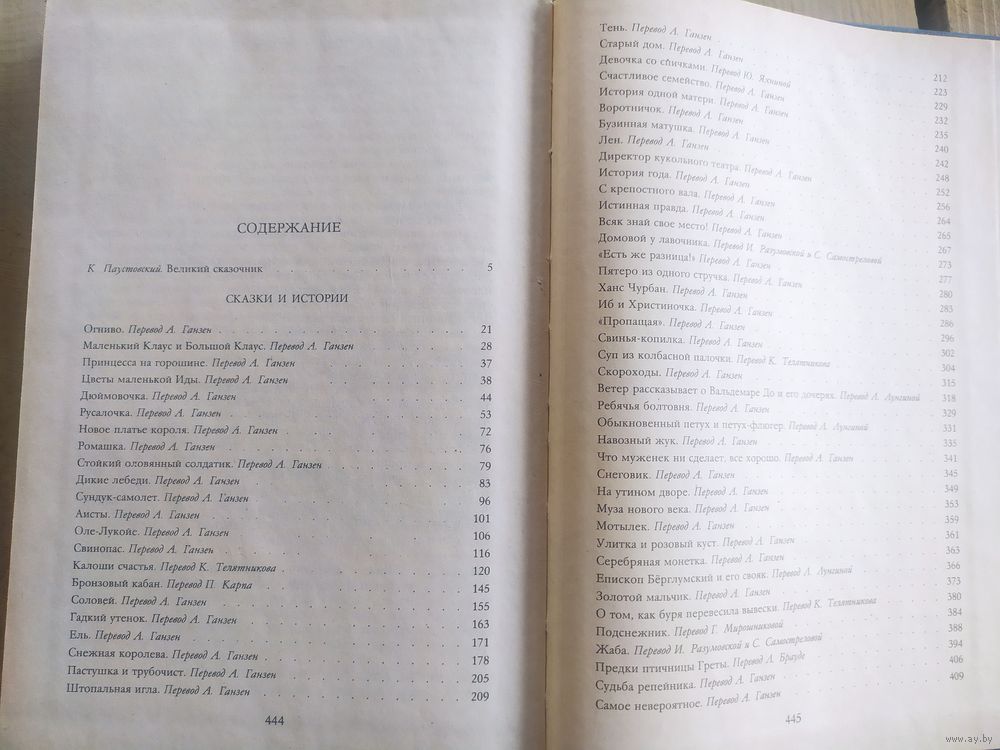 СОДЕРЖАНИЕ
К Паустовский. Великий сказочник 5
СКАЗКИ И ИСТОРИИ
Огниво. Перевод А. Ганзен 21
Маленький Клаус и Большой Клаус. Перевод А. Ганзен 28
Принцесса на горошине. Перевод А. Ганзен 37
Цветы маленькой Иды. Перевод А. Ганзен 38
Дюймовочка. Перевод А. Ганзен 44
Русалочка. Перевод А. Ганзен 53
Новое платье короля. Перевод А. Ганзен 72
Ромашка. Перевод А. Ганзен 76
Стойкий оловянный солдатик. Перевод А. Ганзен 79
Дикие лебеди. Перевод А. Ганзен 83
Сундук-самолет. Перевод А. Ганзен 96
Аисты. Перевод А. Ганзен 101
Оле-Лукойе. Перевод А. Ганзен 106
Свинопас. Перевод А. Ганзен 116
Калоши счастья. Перевод К. Телятникова 120
Бронзовый кабан. Перевод П. Карпа 145
Соловей. Перевод А. Ганзен 155
Гадкий утенок. Перевод А. Ганзен 163
Ель. Перевод А. Ганзен 171
Снежная королева. Перевод А. Ганзен 178
Пастушка и трубочист. Перевод А. Ганзен 205
Штопальная игла. Перевод А. Ганзен 209
444
Тень. Перевод А. Ганзен 212
Старый дом. Перевод А. Ганзен 223
Девочка со спичками. Перевод Ю. Яхниной 229
Счастливое семейство. Перевод А. Ганзен 232
История одной матери. Перевод А. Ганзен 235
Воротничок. Перевод А. Ганзен 240
Бузинная матушка. Перевод А. Ганзен 242
Лен. Перевод А. Ганзен 248
Директор кукольного театра. Перевод А. Ганзен 252
История года. Перевод А. Ганзен 256
С крепостного вала. Перевод А. Ганзен 264
Истинная правда. Перевод А. Ганзен 265
Всяк знай свое место! Перевод А. Ганзен 267
Домовой у лавочника. Перевод И. Разумовской и С. Самостреловой 273
«Есть же разница!» Перевод А. Ганзен 277
Пятеро из одного стручка. Перевод А. Ганзен 280
Ханс Чурбан. Перевод А. Ганзен 283
Иб и Христиночка. Перевод А. Ганзен 286
«Пропащая». Перевод А. Ганзен 296
Свинья-копилка. Перевод А. Ганзен 302
Суп из колбасной палочки. Перевод К. Телятникова 304
Скороходы. Перевод А. Ганзен 315
Ветер рассказывает о Вальдемаре До и его дочерях. Перевод А. Лунгиной 318
Ребячья болтовня. Перевод А. Ганзен 329
Обыкновенный петух и петух-флюгер. Перевод А. Лунгиной 331
Навозный жук. Перевод А. Ганзен 335
Что муженек ни сделает, все хорошо. Перевод А. Ганзен 341
Снеговик. Перевод А. Ганзен 345
На утином дворе. Перевод А. Ганзен 349
Муза нового века. Перевод А. Ганзен 353
Мотылек. Перевод А. Ганзен 359
Улитка и розовый куст. Перевод А. Ганзен 361
Серебряная монетка. Перевод А. Ганзен 363
Епископ Бёрглумский и его свояк. Перевод А. Лунгиной 366
Золотой мальчик. Перевод А. Ганзен 373
О том, как буря перевесила вывески. Перевод К. Телятникова 380
Подснежник. Перевод Г. Мирошниковой 384
Жаба. Перевод И. Разумовской и С. Самостреловой 388
Предки птичницы Греты. Перевод Л. Брауде 394
Судьба репейника. Перевод А. Ганзен 406
Самое невероятное. Перевод А. Ганзен 409
445
www.ay.by